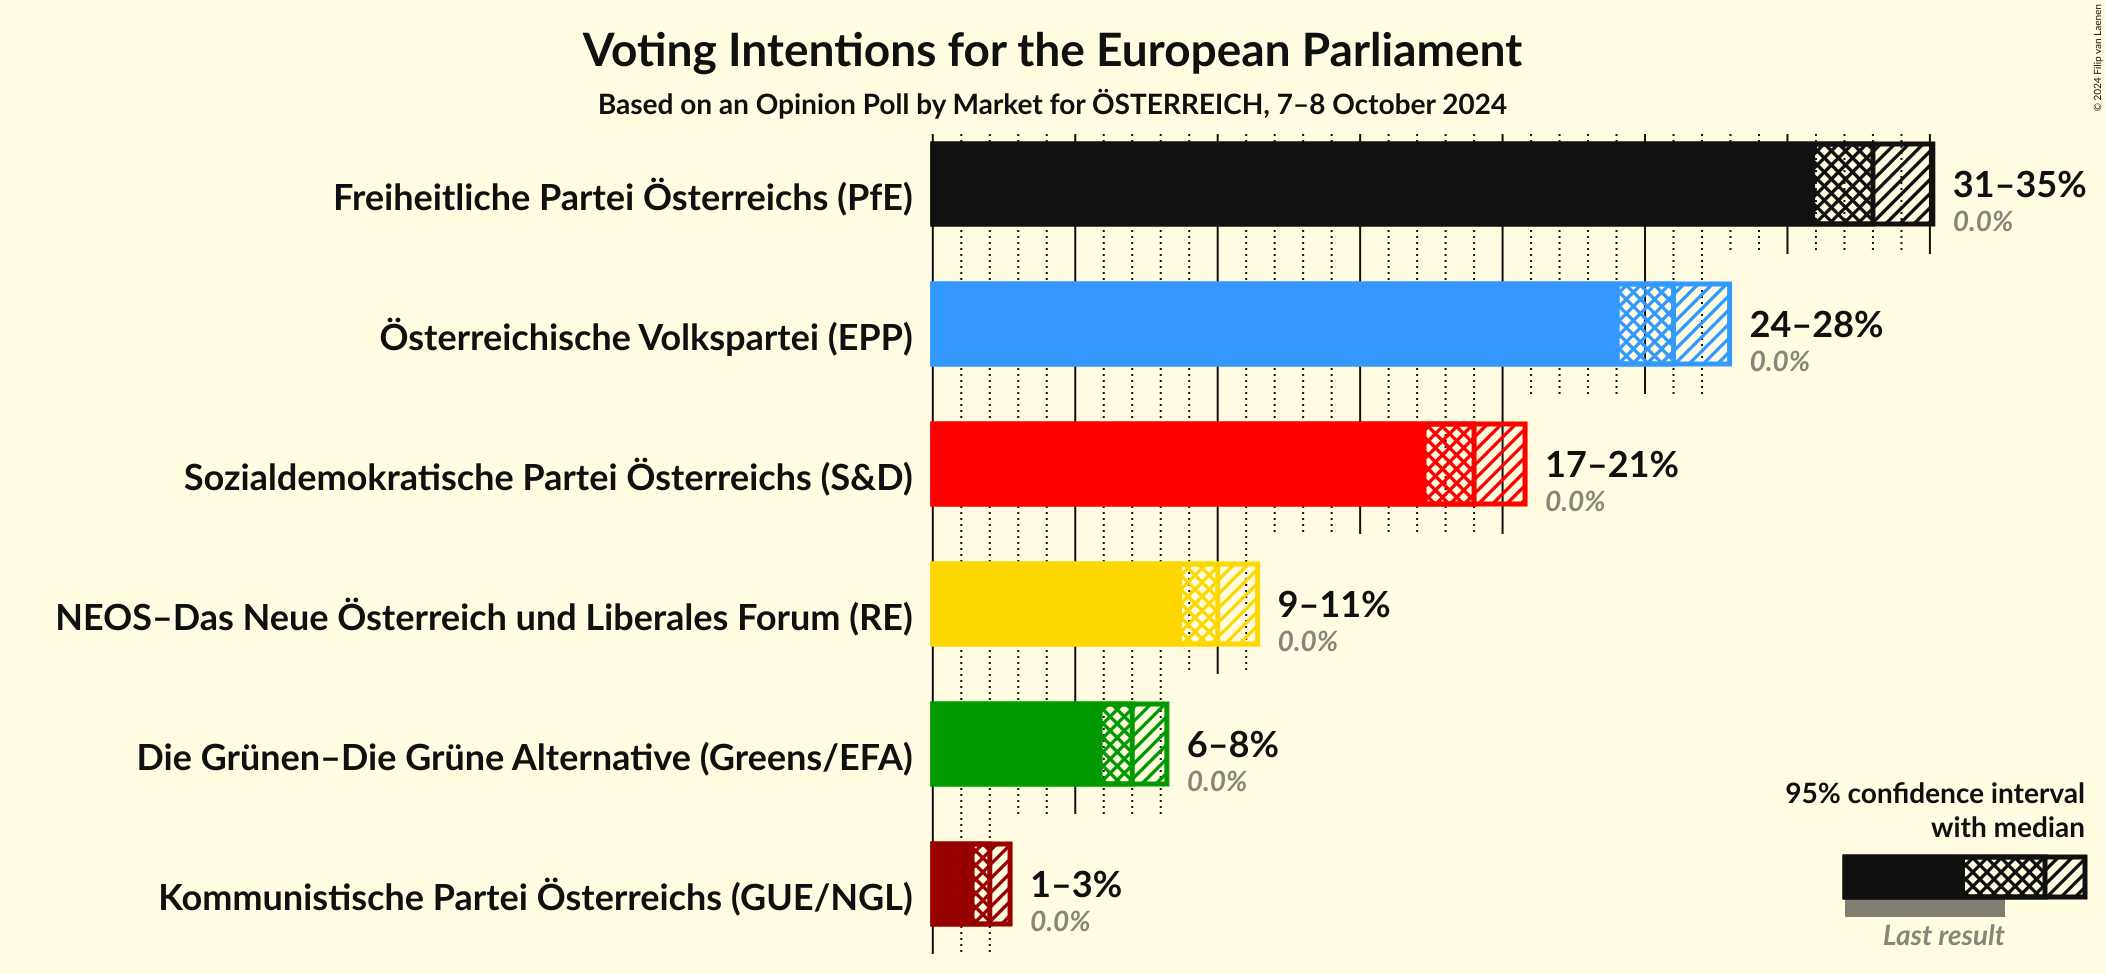 Voting Intentions for the European Parliament
Based on an Opinion Poll by Market for ÖSTERREICH, 7–8 October 2024
© 2024 Filip van Laenen
Freiheitliche Partei Österreichs (PfE)
31–35%
0.0%
Österreichische Volkspartei (EPP)
24–28%
0.0%
Sozialdemokratische Partei Österreichs (S&D)
17–21%
0.0%
NEOS–Das Neue Österreich und Liberales Forum (RE)
9–11%
0.0%
Die Grünen–Die Grüne Alternative (Greens/EFA)
6–8%
0.0%
Kommunistische Partei Österreichs (GUE/NGL)
1–3%
0.0%
95% confidence interval
with median
Last result